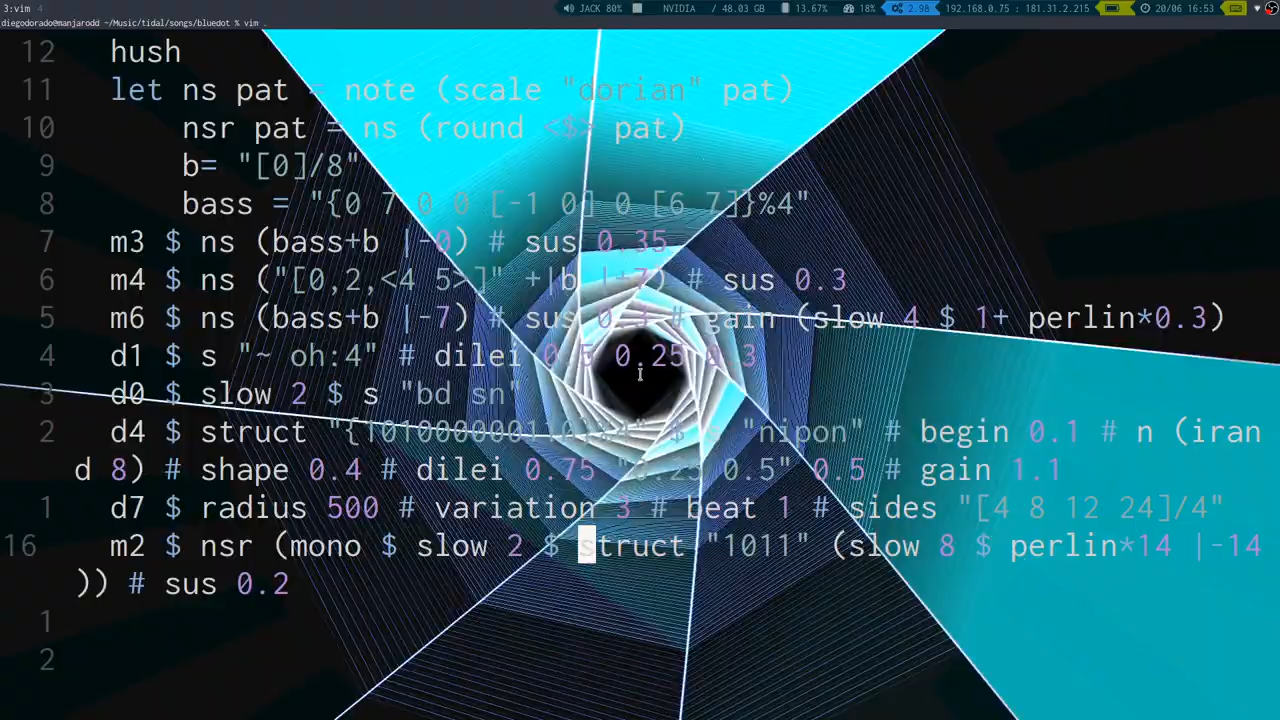 3:vim 4 JACK 80% NVIDIA / 48.03 GB 13.67% 18% 2.98 192.168.0.75 : 181.31.2.215 20/06 16:53
diegodorado@manjarodd ~/Music/tidal/songs/bluedot % vim .
12 hush
11 let ns pat = note (scale "dorian" pat)
10 nsr pat = ns (round <$> pat)
9 b= "[0]/8"
8 bass = "{0 7 0 0 [-1 0] 0 [6 7]}%4"
7 m3 $ ns (bass+b |-0) # sus 0.35
6 m4 $ ns ("[0,2,<4 5>]" +|b |+7) # sus 0.3
5 m6 $ ns (bass+b |-7) # sus # gain (slow 4 $ 1+ perlin*0.3)
4 d1 $ s "~ oh:4" # dilei 0.5 0.25 0.3
3 d0 $ slow 2 $ s "bd sn"
2 d4 $ struct $ s "nipon" # begin 0.1 # n (iran
d 8) # shape 0.4 # dilei 0.75 "0.25 0.5" 0.5 # gain 1.1
1 d7 $ radius 500 # variation 3 # beat 1 # sides "[4 8 12 24]/4"
16 m2 $ nsr (mono $ slow 2 $ struct "1011" (slow 8 $ perlin*14 |-14
)) # sus 0.2
1
2